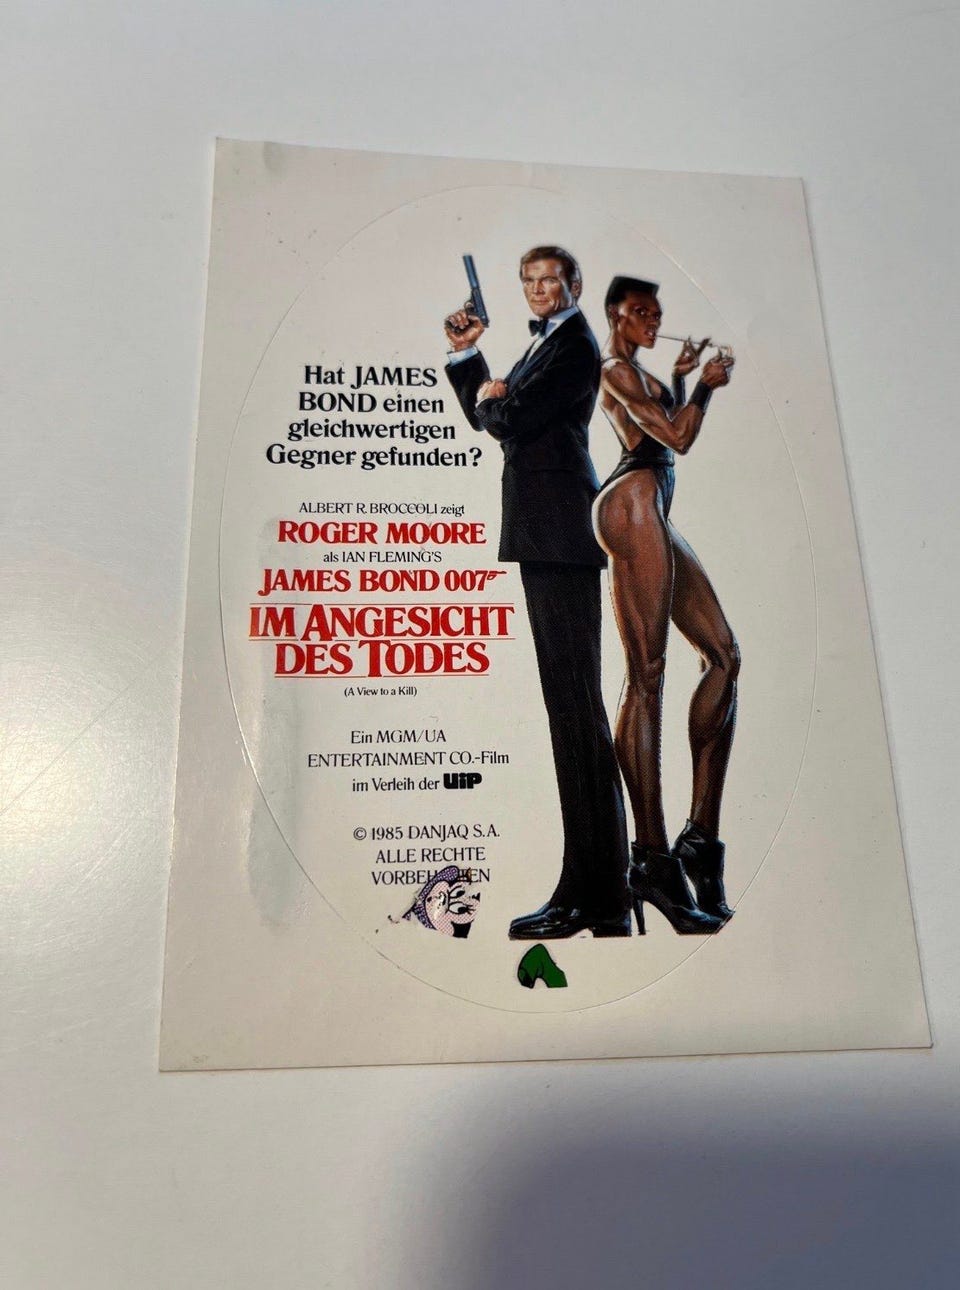 Hat JAMES
BOND einen
gleichwertigen
Gegner gefunden?
ALBERT R. BROCCOLI zeigt
ROGER MOORE
als IAN FLEMING'S
JAMES BOND 007
IM ANGESICHT
DES TODES
(A View to a Kill)
Ein MGM/UA
ENTERTAINMENT CO.-Film
im Verleih der UIP
© 1985 DANJAQ S.A.
ALLE RECHTE